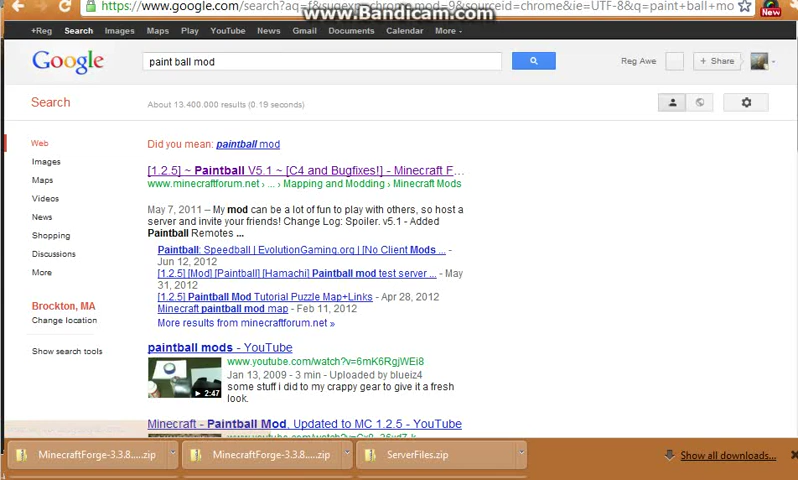 https://www.google.com/search?aq=f&sugexp=chrome,mod=9&sourceid=chrome&ie=UTF-8&q=paint+ball+mo
www.Bandicam.com
New
+Reg Search Images Maps Play YouTube News Gmail Documents Calendar More
Google
paint ball mod
Reg Awe
+ Share
Search
About 13,400,000 results (0.19 seconds)
Web
Images
Maps
Videos
News
Shopping
Discussions
More
Brockton, MA
Change location
Show search tools
Did you mean: paintball mod
[1.2.5] ~ Paintball V5.1 ~ [C4 and Bugfixes!] - Minecraft F...
www.minecraftforum.net › ... › Mapping and Modding › Minecraft Mods
May 7, 2011 – My mod can be a lot of fun to play with others, so host a
server and invite your friends! Change Log: Spoiler. v5.1 - Added
Paintball Remotes ...
Paintball: Speedball | EvolutionGaming.org | [No Client Mods ... -
Jun 12, 2012
[1.2.5] [Mod] [Paintball] [Hamachi] Paintball mod test server ... - May
31, 2012
[1.2.5] Paintball Mod Tutorial Puzzle Map+Links - Apr 28, 2012
Minecraft paintball mod map - Feb 11, 2012
More results from minecraftforum.net »
paintball mods - YouTube
www.youtube.com/watch?v=6mK6RgjWEi8
Jan 13, 2009 - 3 min - Uploaded by blueiz4
some stuff i did to my crappy gear to give it a fresh
look.
2:47
Minecraft - Paintball Mod, Updated to MC 1.2.5 - YouTube
MinecraftForge-3.3.8.....zip
MinecraftForge-3.3.8.....zip
ServerFiles.zip
Show all downloads...